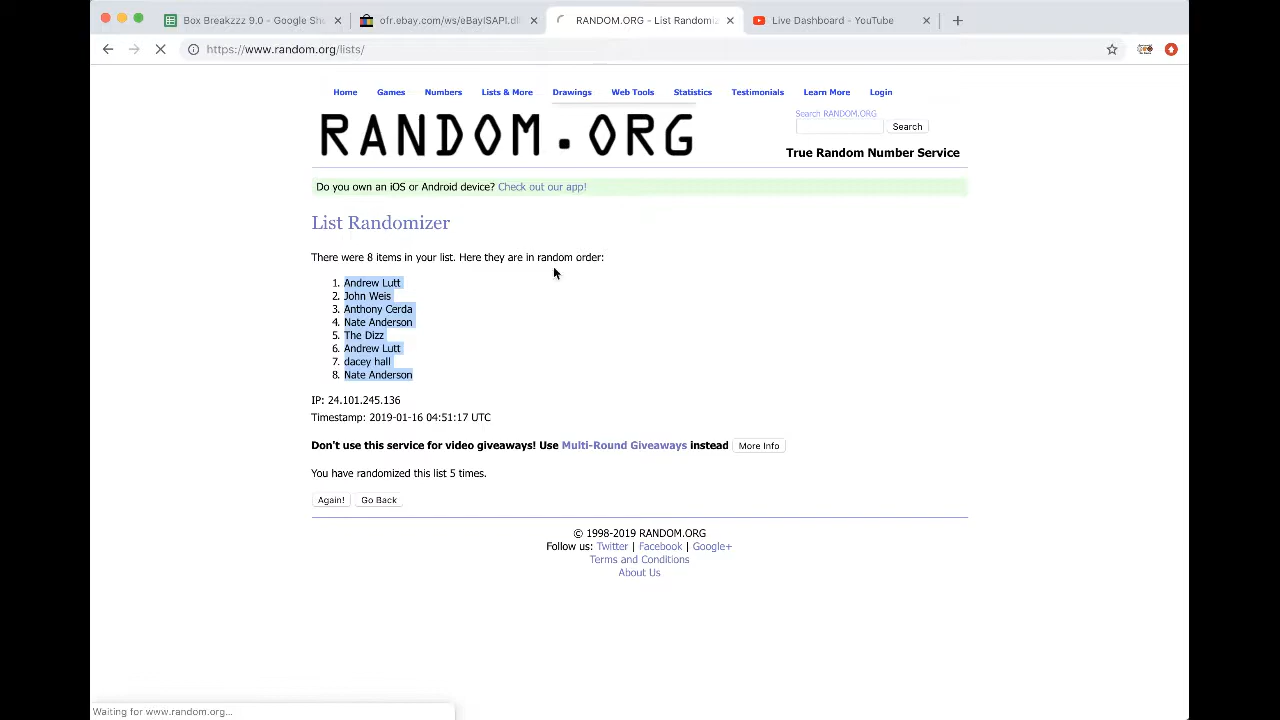 Box Breakzzz 9.0 - Google She
ofr.ebay.com/ws/eBayISAPI.dll
RANDOM.ORG - List Randomiz
Live Dashboard - YouTube
https://www.random.org/lists/
Home Games Numbers Lists & More Drawings Web Tools Statistics Testimonials Learn More Login
RANDOM.ORG
Search RANDOM.ORG
Search
True Random Number Service
Do you own an iOS or Android device? Check out our app!
List Randomizer
There were 8 items in your list. Here they are in random order:
1. Andrew Lutt
2. John Weis
3. Anthony Cerda
4. Nate Anderson
5. The Dizz
6. Andrew Lutt
7. dacey hall
8. Nate Anderson
IP: 24.101.245.136
Timestamp: 2019-01-16 04:51:17 UTC
Don't use this service for video giveaways! Use Multi-Round Giveaways instead More Info
You have randomized this list 5 times.
Again! Go Back
© 1998-2019 RANDOM.ORG
Follow us: Twitter | Facebook | Google+
Terms and Conditions
About Us
Waiting for www.random.org...